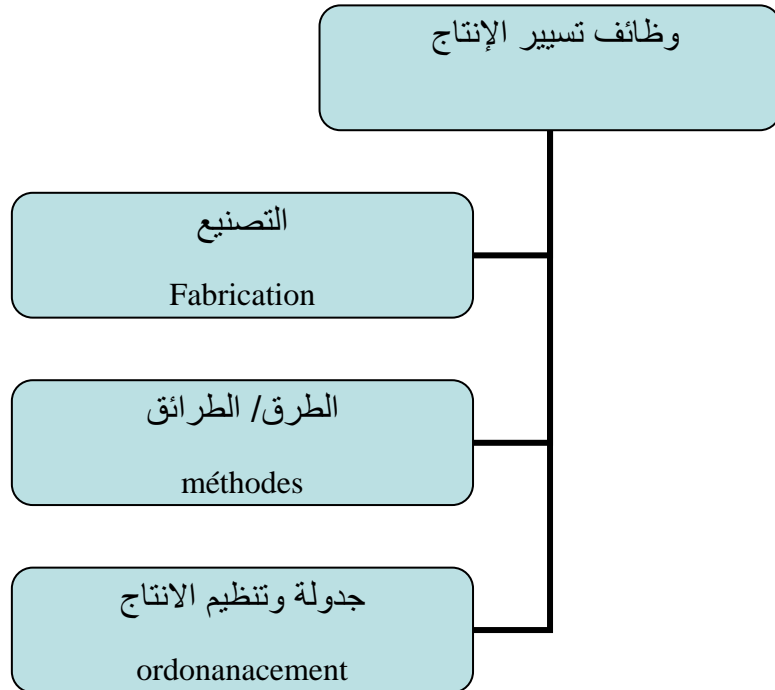 وظائف تسيير الإنتاج
التصنيع
Fabrication
الطرق/ الطرائق
méthodes
جدولة وتنظيم الانتاج
ordonanacement